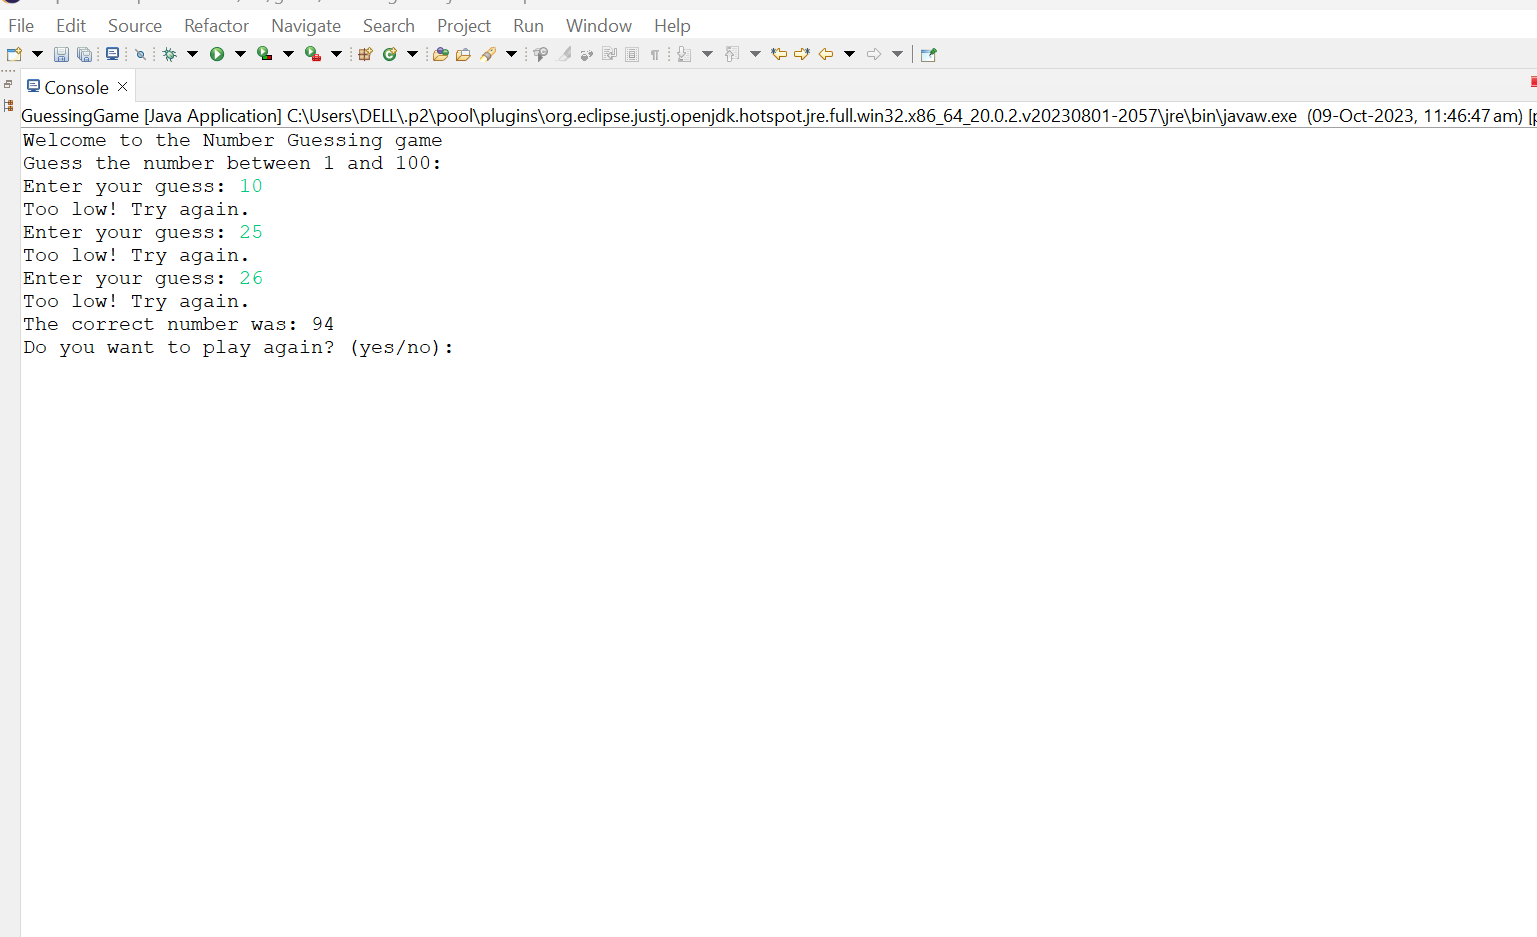 File Edit Source Refactor Navigate Search Project Run Window Help
Console
GuessingGame [Java Application] C:\Users\DELL\.p2\pool\plugins\org.eclipse.justj.openjdk.hotspot.jre.full.win32.x86_64_20.0.2.v20230801-2057\jre\bin\javaw.exe (09-Oct-2023, 11:46:47 am) [p
Welcome to the Number Guessing game
Guess the number between 1 and 100:
Enter your guess: 10
Too low! Try again.
Enter your guess: 25
Too low! Try again.
Enter your guess: 26
Too low! Try again.
The correct number was: 94
Do you want to play again? (yes/no):